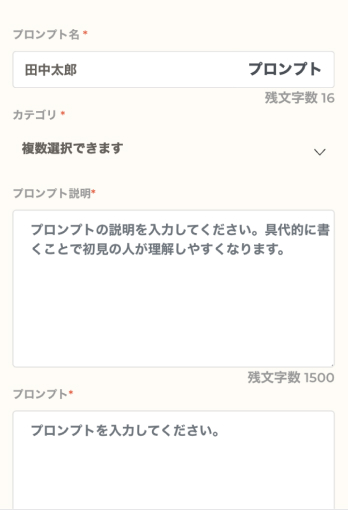 プロンプト名 *
田中太郎 プロンプト
残文字数 16
カテゴリ *
複数選択できます
プロンプト説明*
プロンプトの説明を入力してください。具代的に書
くことで初見の人が理解しやすくなります。
残文字数 1500
プロンプト*
プロンプトを入力してください。